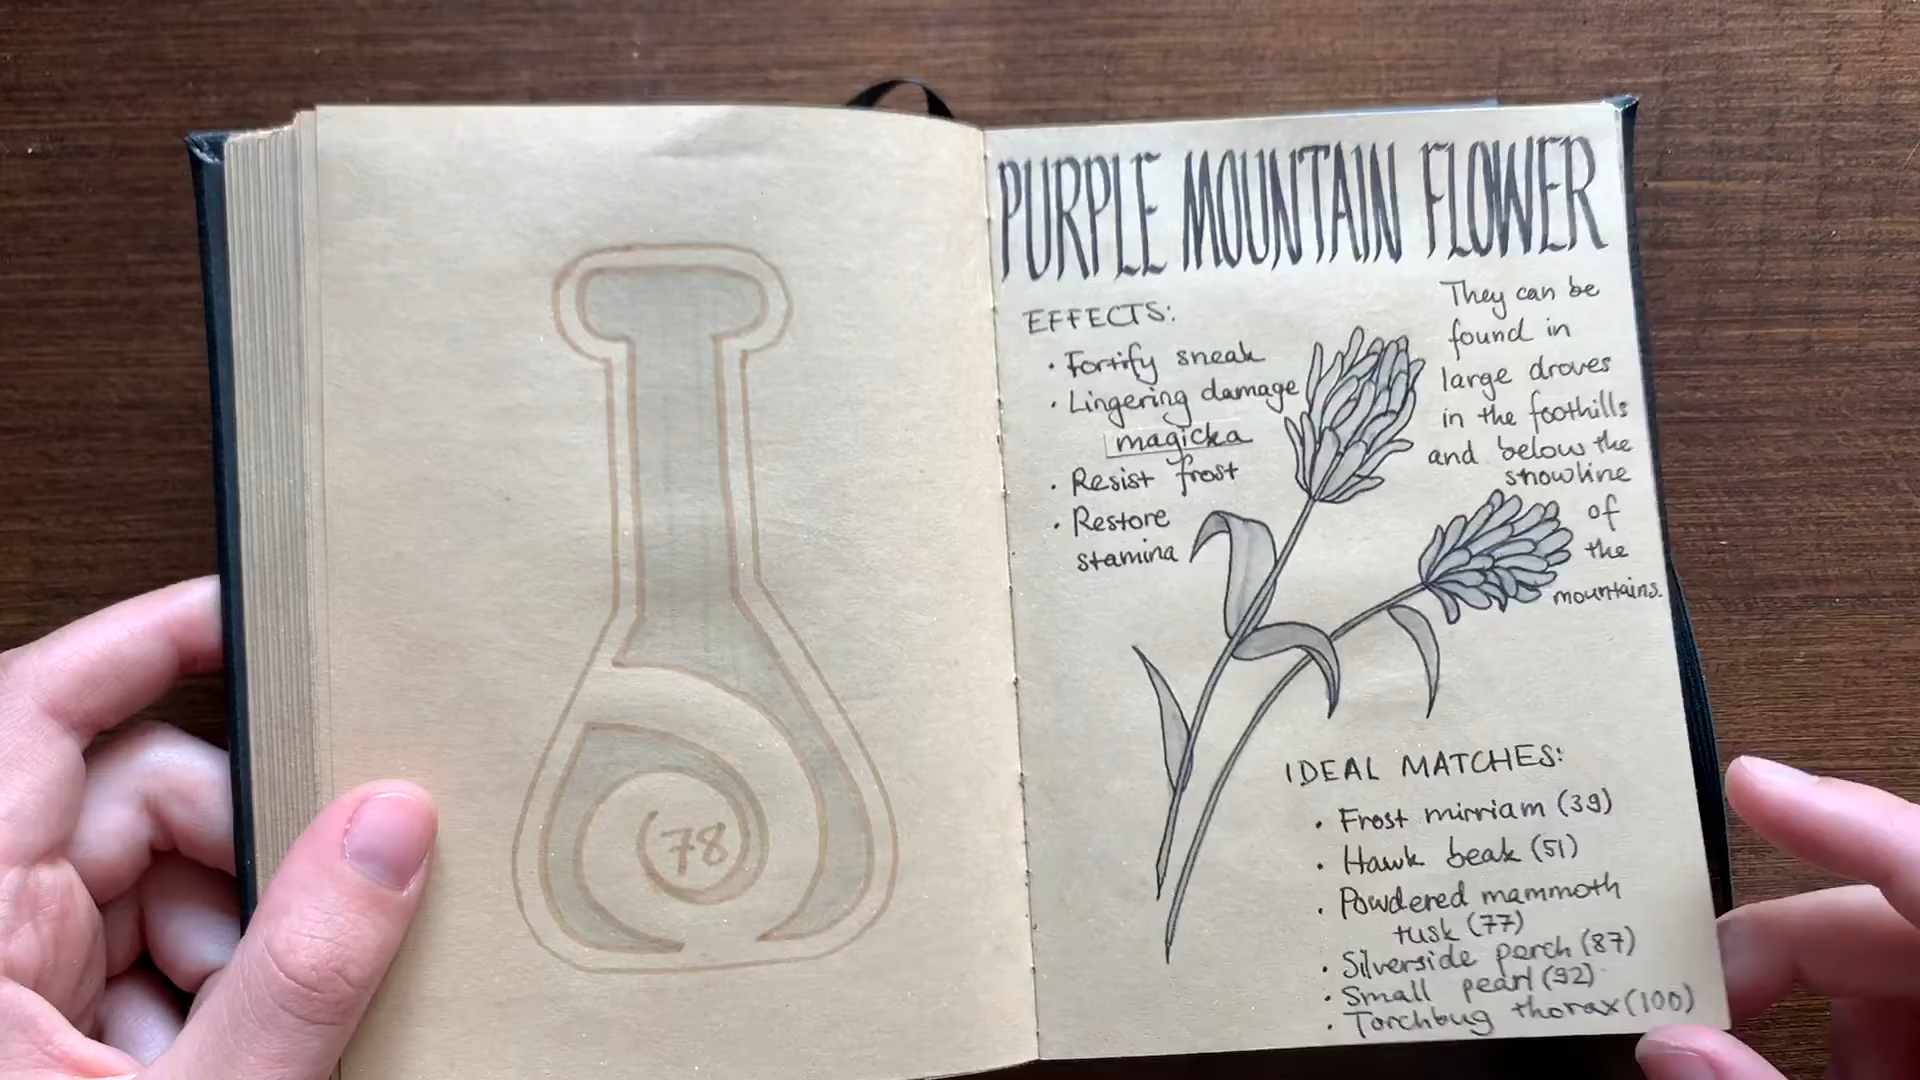 78
PURPLE MOUNTAIN FLOWER
EFFECTS:
• Fortify sneak
• Lingering damage
magicka
• Resist frost
• Restore
stamina
They can be
found in
large droves
in the foothills
and below the
snowline
of
the
mountains.
IDEAL MATCHES:
• Frost mirriam (39)
• Hawk beak (51)
• Powdered mammoth
tusk (77)
• Silverside perch (87)
• Small pearl (92)
• Torchbug thorax (100)